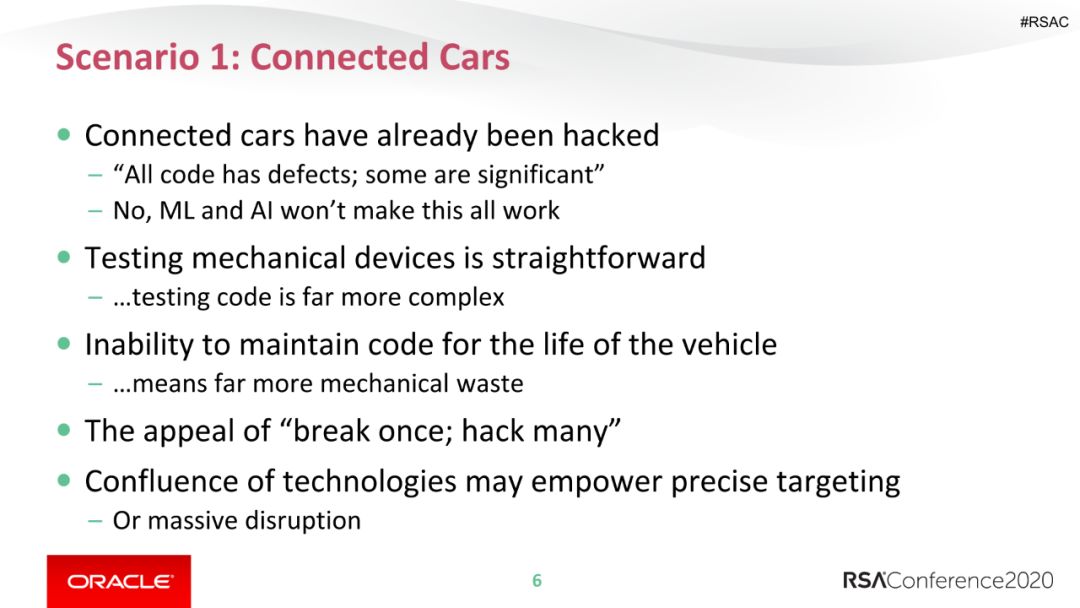 #RSAC
Scenario 1: Connected Cars
• Connected cars have already been hacked
– “All code has defects; some are significant”
– No, ML and AI won’t make this all work
• Testing mechanical devices is straightforward
– …testing code is far more complex
• Inability to maintain code for the life of the vehicle
– …means far more mechanical waste
• The appeal of “break once; hack many”
• Confluence of technologies may empower precise targeting
– Or massive disruption
ORACLE
6
RSAConference2020